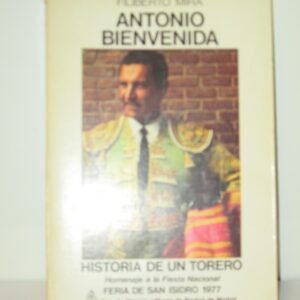 FILIBERTO MIRA
ANTONIO
BIENVENIDA
HISTORIA DE UN TORERO
Homenaje a la Fiesta Nacional
FERIA DE SAN ISIDRO 1977